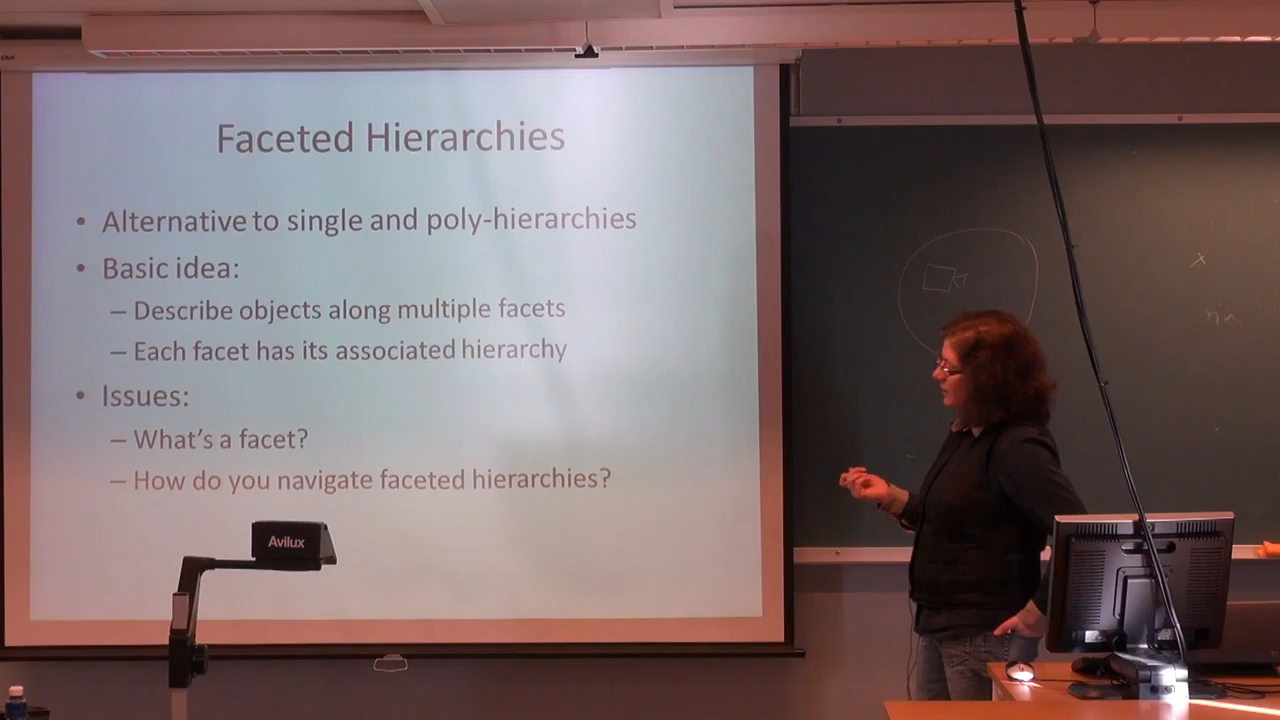 Faceted Hierarchies
• Alternative to single and poly-hierarchies
• Basic idea:
– Describe objects along multiple facets
– Each facet has its associated hierarchy
• Issues:
– What's a facet?
– How do you navigate faceted hierarchies?
Avilux